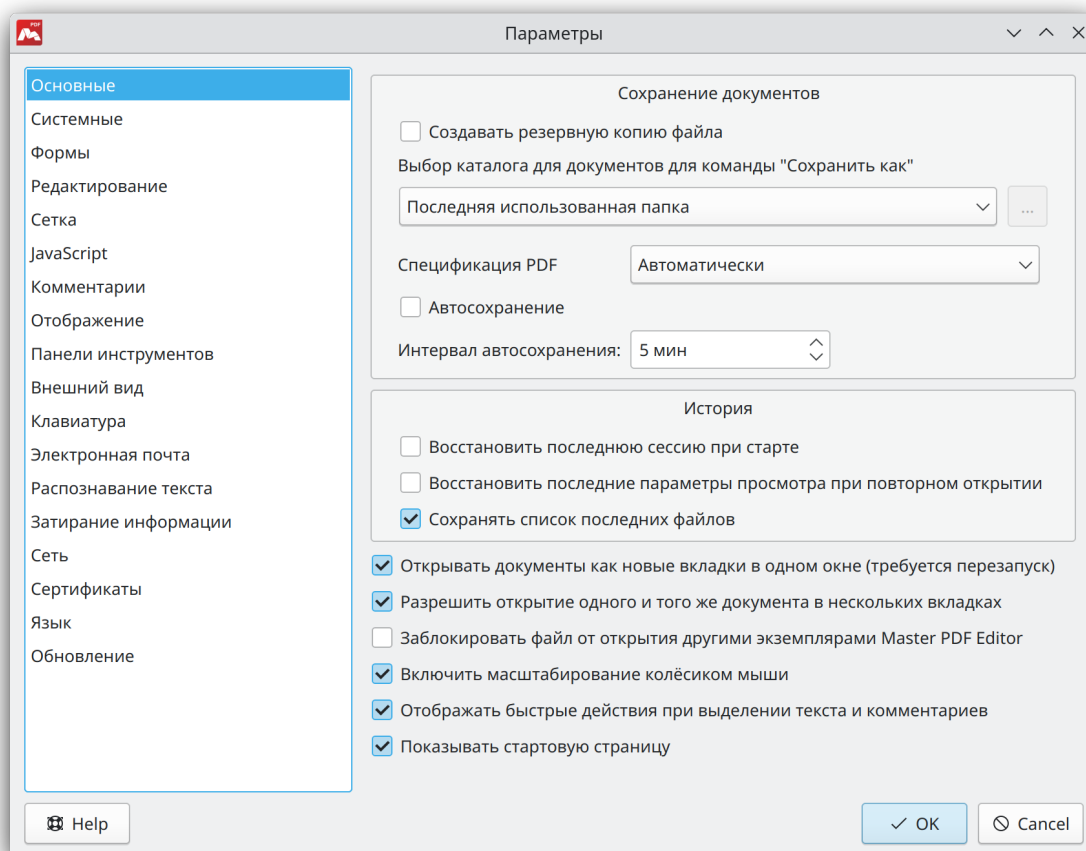 PDF
Параметры
Основные
Системные
Формы
Редактирование
Сетка
JavaScript
Комментарии
Отображение
Панели инструментов
Внешний вид
Клавиатура
Электронная почта
Распознавание текста
Затирание информации
Сеть
Сертификаты
Язык
Обновление
Сохранение документов
Создавать резервную копию файла
Выбор каталога для документов для команды "Сохранить как"
Последняя использованная папка
...
Спецификация PDF
Автоматически
Автосохранение
Интервал автосохранения:
5 мин
История
Восстановить последнюю сессию при старте
Восстановить последние параметры просмотра при повторном открытии
Сохранять список последних файлов
Открывать документы как новые вкладки в одном окне (требуется перезапуск)
Разрешить открытие одного и того же документа в нескольких вкладках
Заблокировать файл от открытия другими экземплярами Master PDF Editor
Включить масштабирование колёсиком мыши
Отображать быстрые действия при выделении текста и комментариев
Показывать стартовую страницу
Help
OK
Cancel